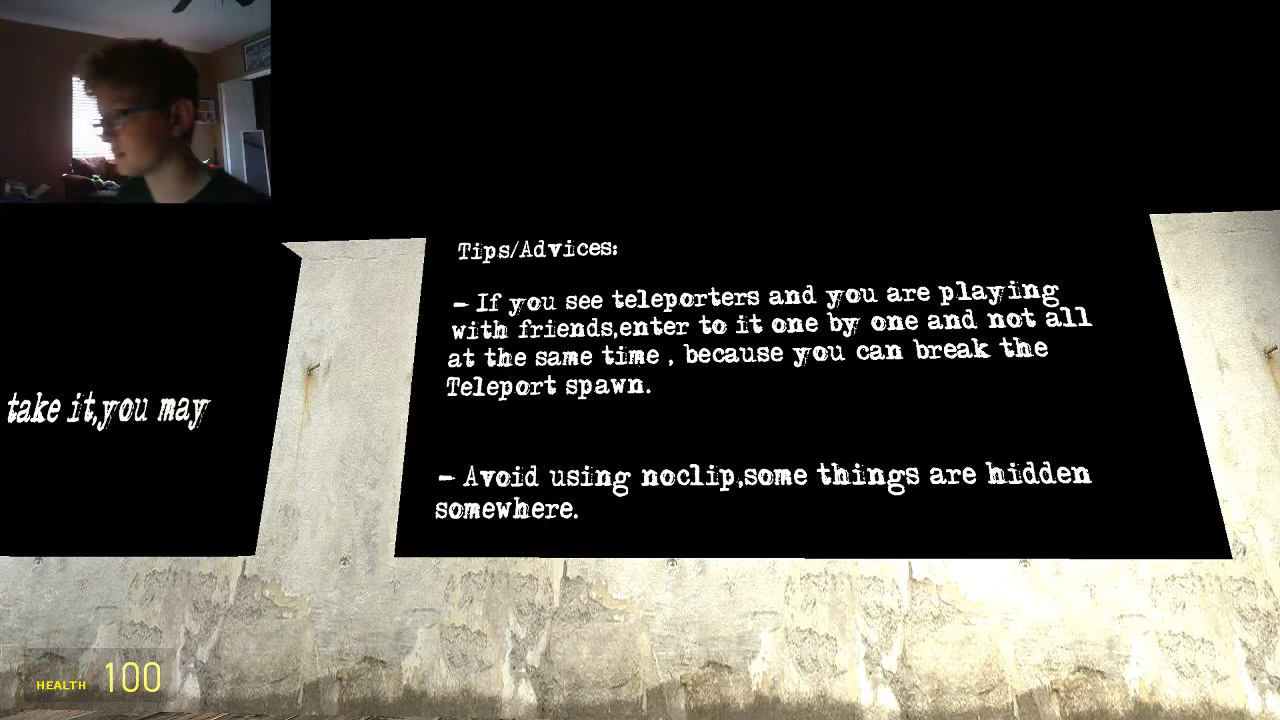 Tips/Advices:
- If you see teleporters and you are playing
with friends,enter to it one by one and not all
at the same time , because you can break the
Teleport spawn.
take it,you may
- Avoid using noclip,some things are hidden
somewhere.
HEALTH 100